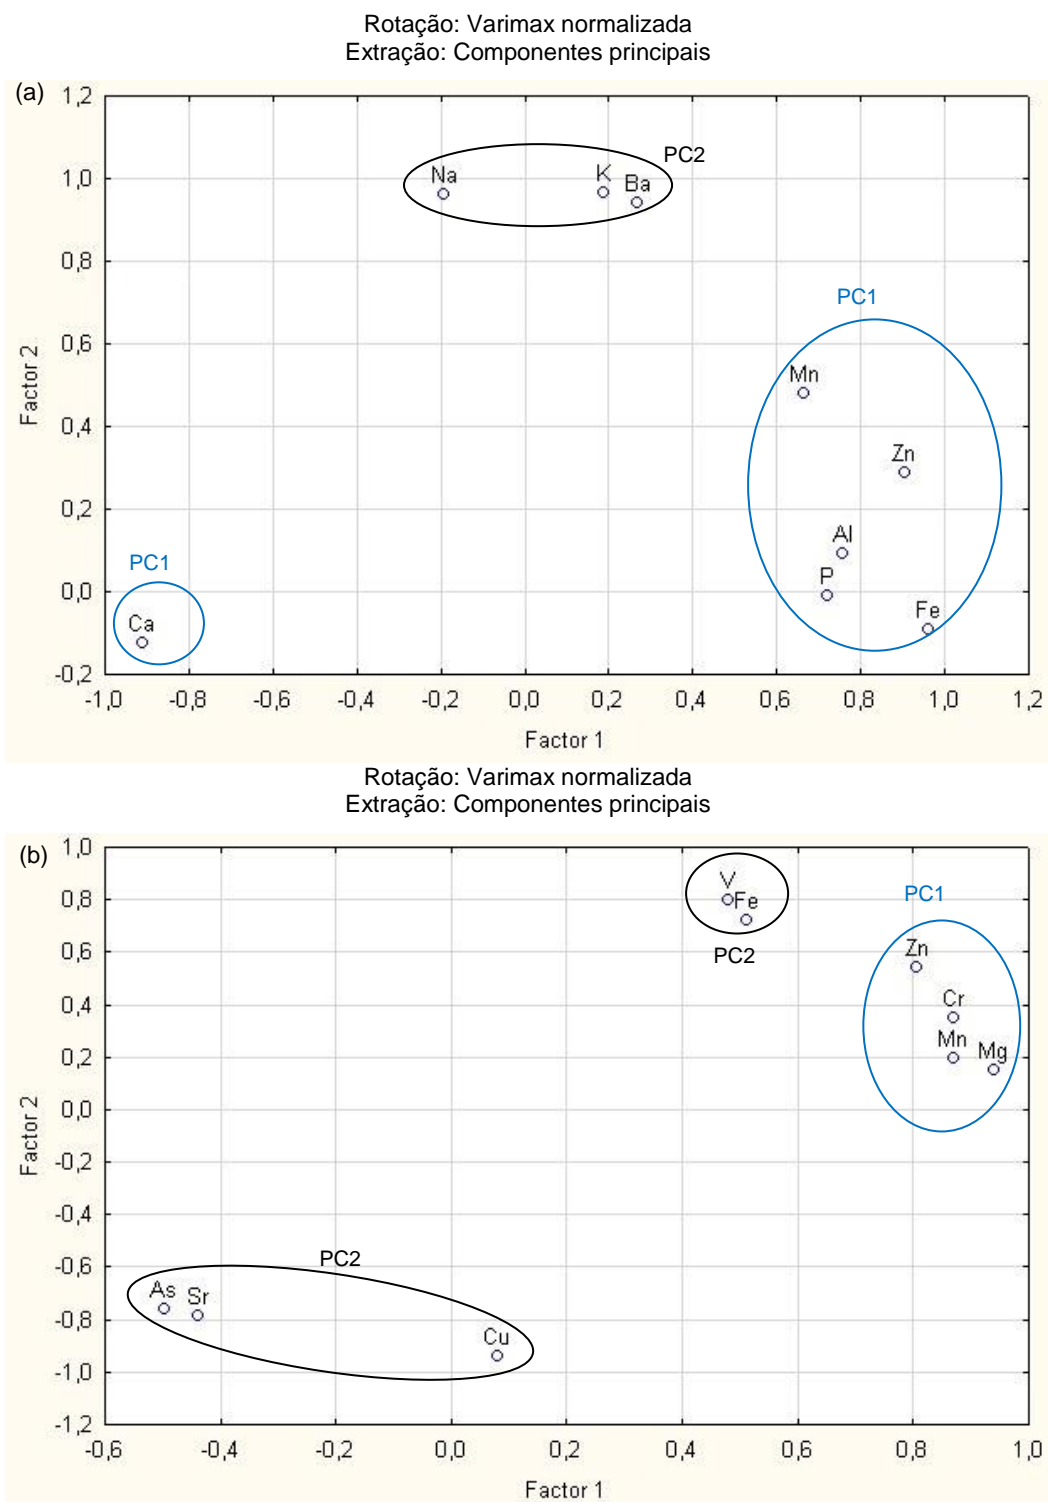 Rotação: Varimax normalizada
Extração: Componentes principais
(a)
1,2
1,0
0,8
0,6
0,4
0,2
0,0
-0,2
Factor 2
PC2
Na
K
Ba
PC1
Mn
Zn
Al
P
Fe
PC1
Ca
-1,0 -0,8 -0,6 -0,4 -0,2 0,0 0,2 0,4 0,6 0,8 1,0 1,2
Factor 1
Rotação: Varimax normalizada
Extração: Componentes principais
(b)
1,0
0,8
0,6
0,4
0,2
0,0
-0,2
-0,4
-0,6
-0,8
-1,0
-1,2
Factor 2
V
Fe
PC2
PC1
Zn
Cr
Mn
Mg
PC2
As
Sr
Cu
-0,6 -0,4 -0,2 0,0 0,2 0,4 0,6 0,8 1,0
Factor 1